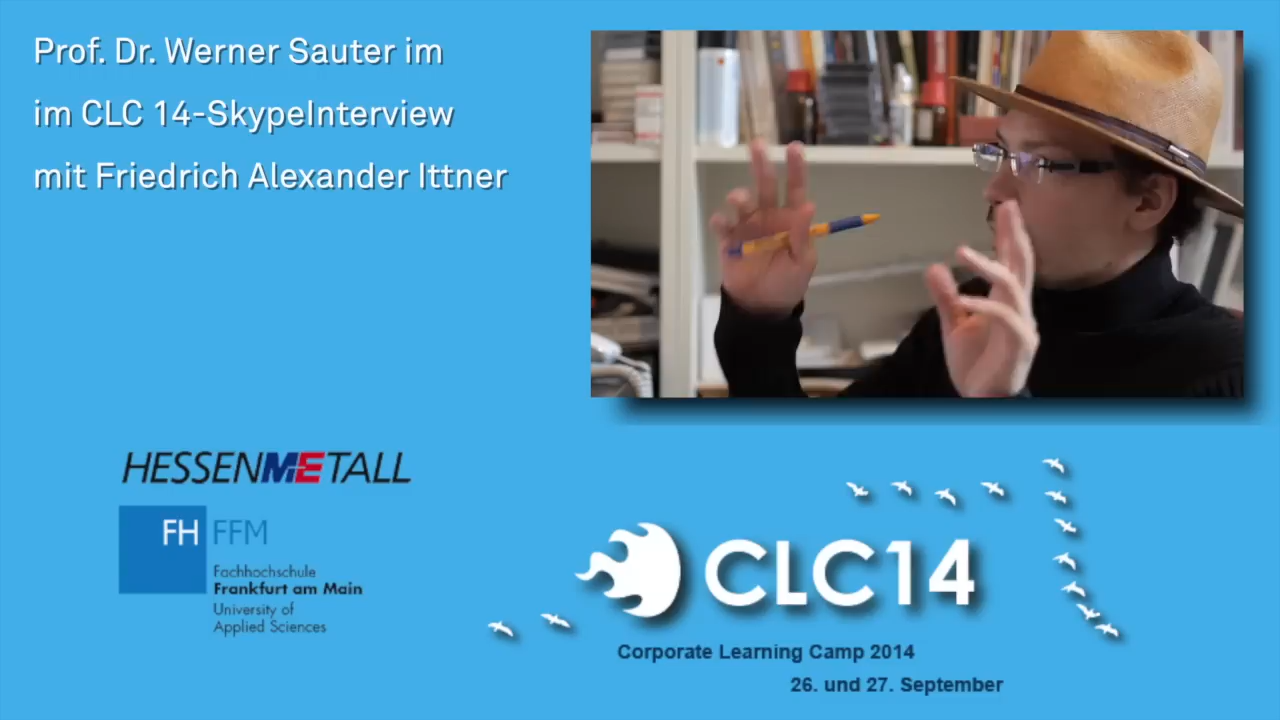 Prof. Dr. Werner Sauter im
im CLC 14-SkypeInterview
mit Friedrich Alexander Ittner
HESSENMETALL
FH FFM
Fachhochschule
Frankfurt am Main
University of
Applied Sciences
CLC14
Corporate Learning Camp 2014
26. und 27. September